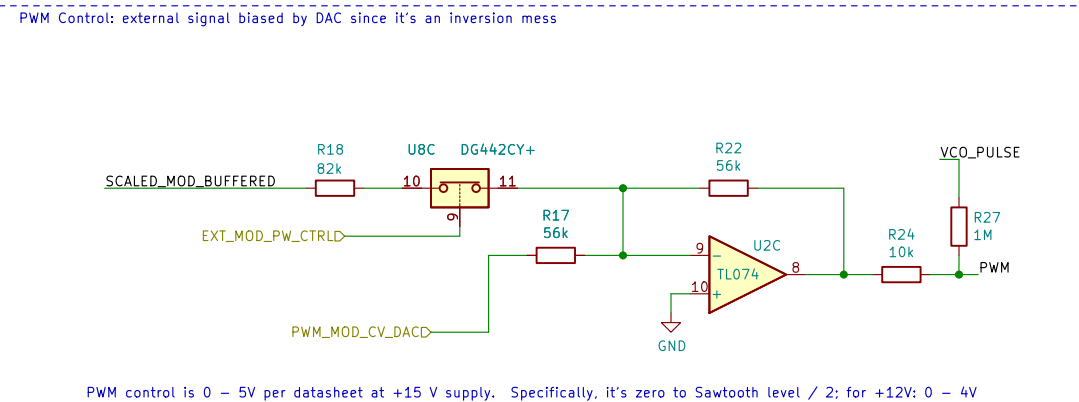 PWM Control: external signal biased by DAC since it's an inversion mess
R18
82k
U8C
DG442CY+
R22
56k
VCO_PULSE
SCALED_MOD_BUFFERED
10
11
9
R17
56k
R27
1M
EXT_MOD_PW_CTRL
R24
10k
9
U2C
−
TL074
8
PWM
10
+
PWM_MOD_CV_DAC
GND
PWM control is 0 – 5V per datasheet at +15 V supply. Specifically, it's zero to Sawtooth level / 2; for +12V: 0 – 4V